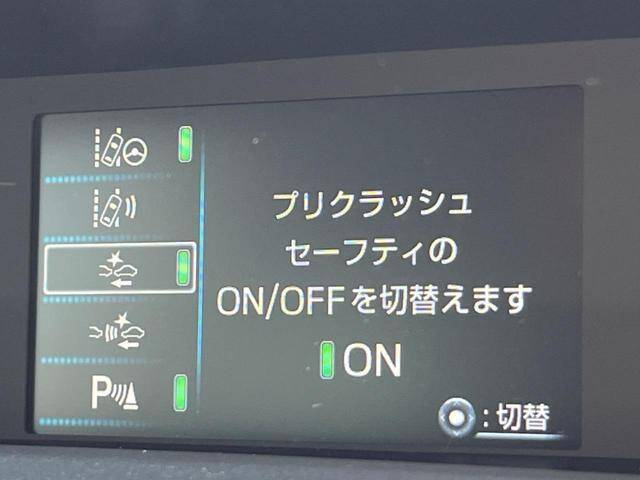 プリクラッシュ
セーフティの
ON/OFFを切替えます
ON
P
:切替